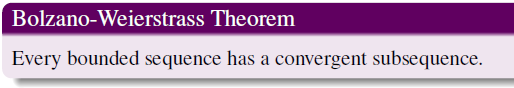 Bolzano-Weierstrass Theorem
Every bounded sequence has a convergent subsequence.